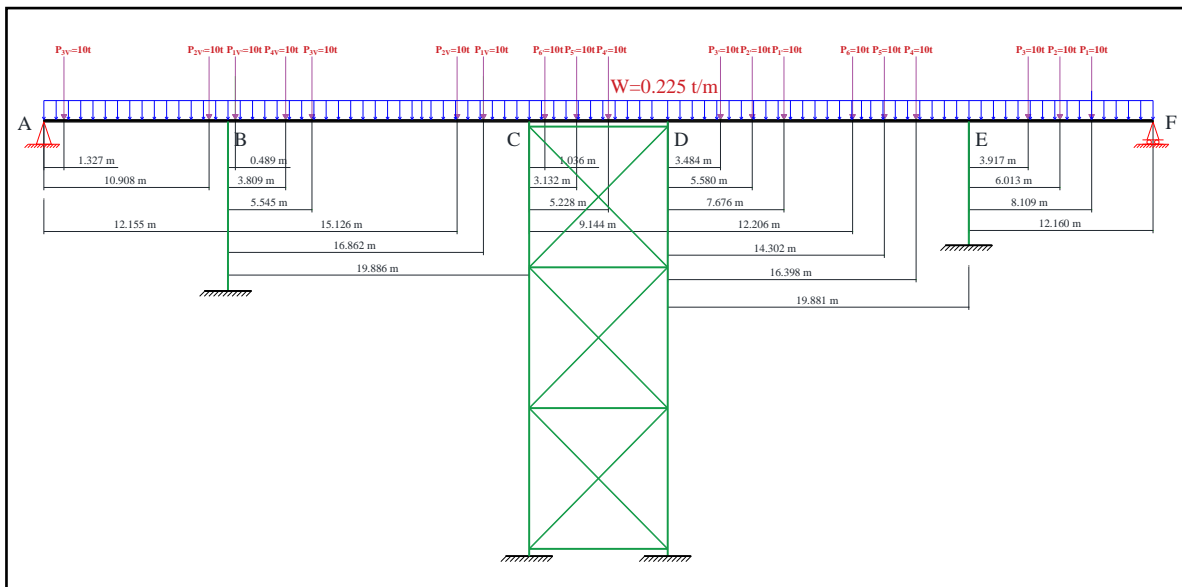 P3V=10t P2V=10t P1V=10t P4V=10t P3V=10t P2V=10t P1V=10t P6=10t P5=10t P4'=10t P3'=10t P2'=10t P1'=10t P6=10t P5=10t P4=10t P3=10t P2=10t P1=10t
W=0.225 t/m
A B C D E F
1.327 m 0.489 m 1.036 m 3.484 m 3.917 m
10.908 m 3.809 m 3.132 m 5.580 m 6.013 m
5.545 m 5.228 m 7.676 m 8.109 m
12.155 m 15.126 m 9.144 m 12.206 m 12.160 m
16.862 m 14.302 m
19.886 m 16.398 m
19.881 m